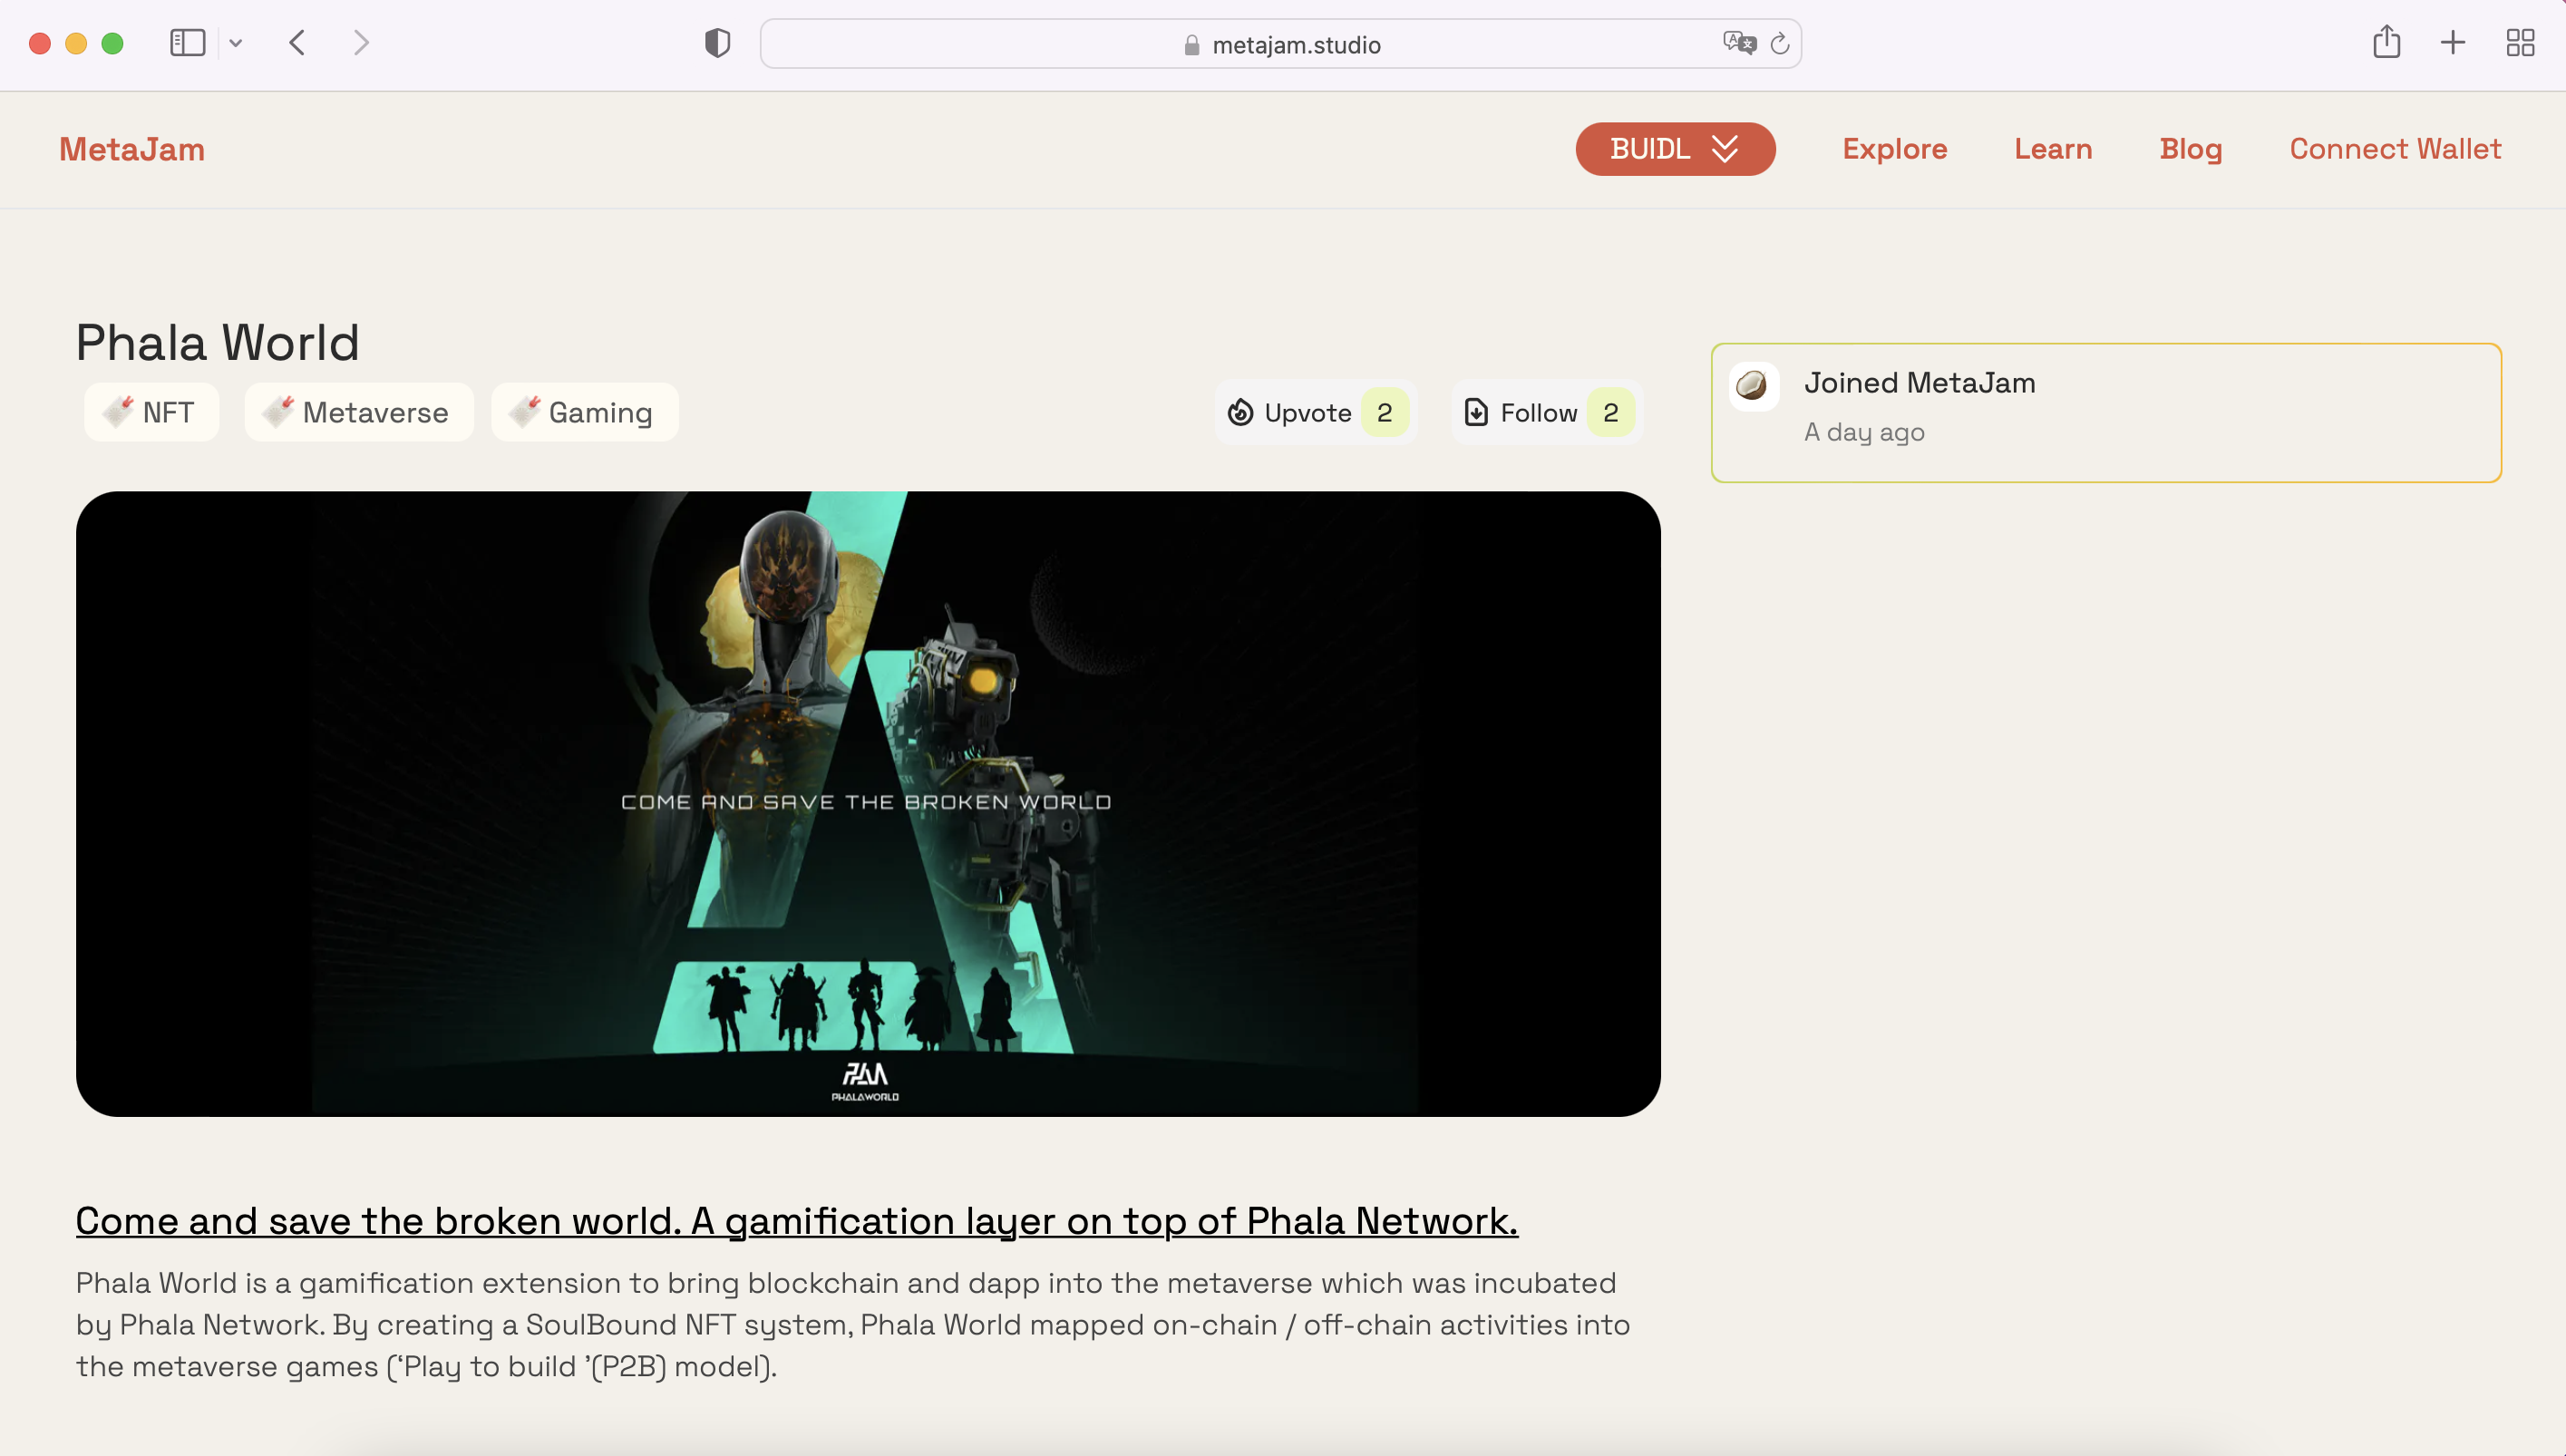 metajam.studio
MetaJam
BUIDL
Explore
Learn
Blog
Connect Wallet
Phala World
NFT
Metaverse
Gaming
Upvote 2
Follow 2
Joined MetaJam
A day ago
COME AND SAVE THE BROKEN WORLD
PHALAWORLD
Come and save the broken world. A gamification layer on top of Phala Network.
Phala World is a gamification extension to bring blockchain and dapp into the metaverse which was incubated
by Phala Network. By creating a SoulBound NFT system, Phala World mapped on-chain / off-chain activities into
the metaverse games (‘Play to build ’(P2B) model).